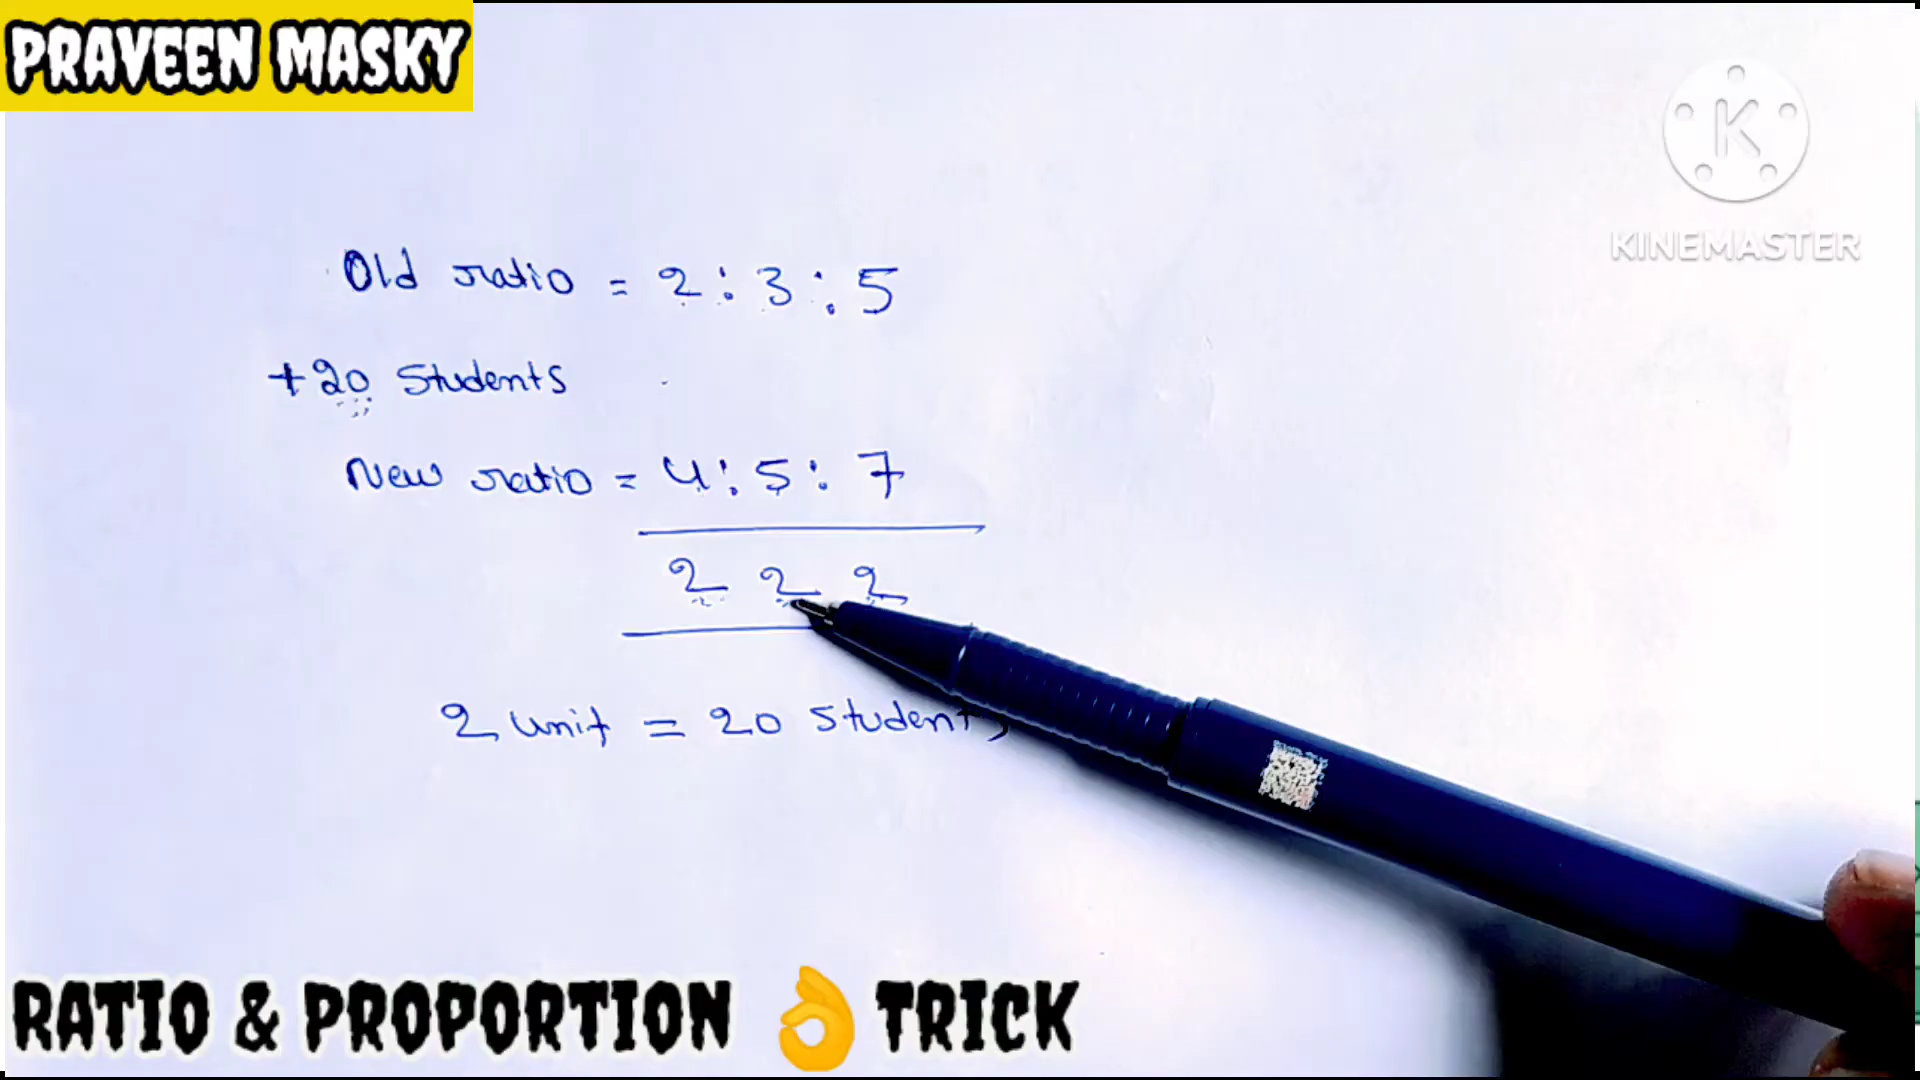 PRAVEEN MASKY
K
KINEMASTER
Old ratio = 2 : 3 : 5
+20 Students
New ratio = 4 : 5 : 7
2 2 2
2 unit = 20 Students
RATIO & PROPORTION 👌 TRICK